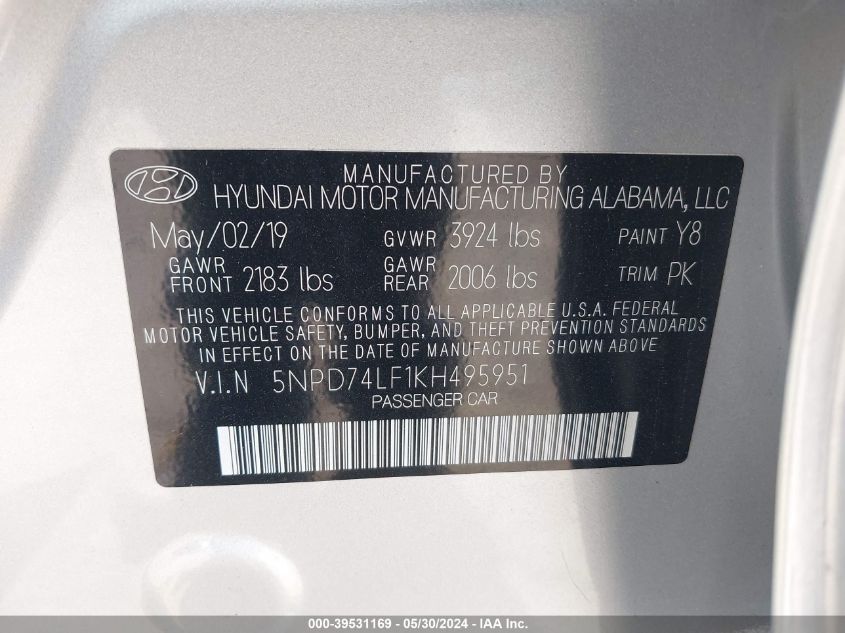 MANUFACTURED BY
HYUNDAI MOTOR MANUFACTURING ALABAMA, LLC
May/02/19 GVWR 3924 lbs PAINT Y8
GAWR FRONT 2183 lbs GAWR REAR 2006 lbs TRIM PK
THIS VEHICLE CONFORMS TO ALL APPLICABLE U.S.A. FEDERAL
MOTOR VEHICLE SAFETY, BUMPER, AND THEFT PREVENTION STANDARDS
IN EFFECT ON THE DATE OF MANUFACTURE SHOWN ABOVE
V.I.N 5NPD74LF1KH495951
PASSENGER CAR
000-39531169 - 05/30/2024 - IAA Inc.